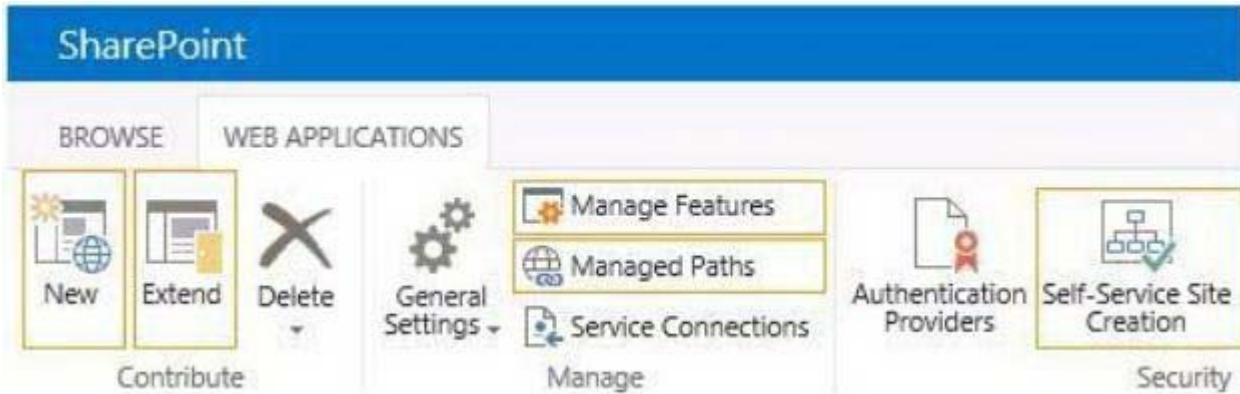 SharePoint
BROWSE WEB APPLICATIONS
New
Extend
Delete
General
Settings
Manage Features
Managed Paths
Service Connections
Authentication
Providers
Self-Service Site
Creation
Contribute
Manage
Security